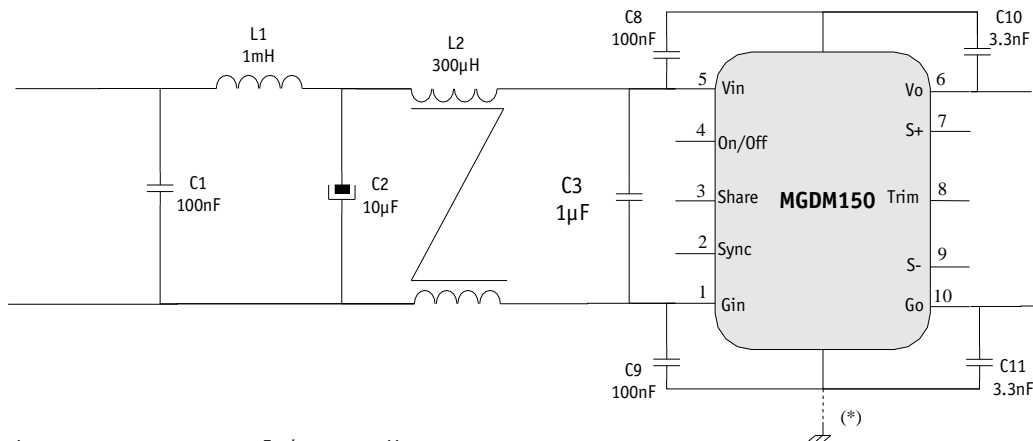 L1
1mH
L2
300µH
C8
100nF
C10
3.3nF
C1
100nF
C2
10µF
C3
1µF
5
Vin
4
On/Off
3
Share
2
Sync
1
Gin
MGDM150
Vo
6
S+
7
Trim
8
S-
9
Go
10
C9
100nF
C11
3.3nF
(*)